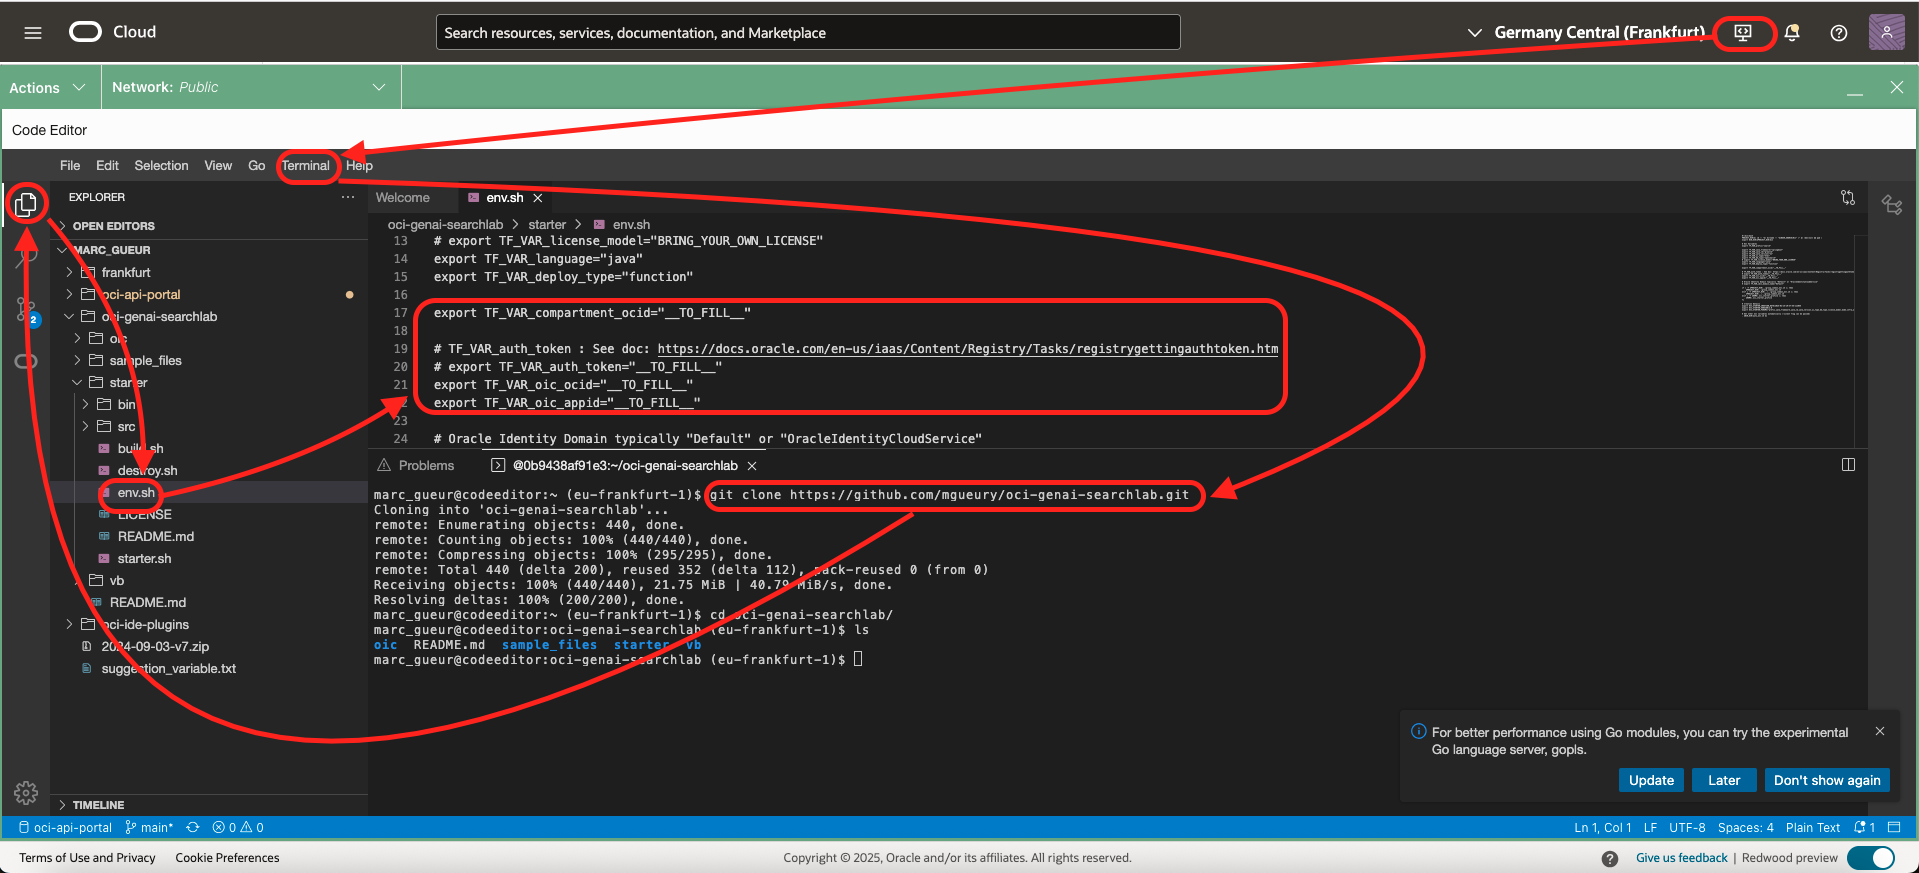 Cloud
Search resources, services, documentation, and Marketplace
Germany Central (Frankfurt)
Actions
Network: Public
Code Editor
File Edit Selection View Go Terminal Help
EXPLORER
OPEN EDITORS
MARC_GUEUR
frankfurt
oci-api-portal
oci-genai-searchlab
oic
sample_files
starter
bin
src
build.sh
destroy.sh
env.sh
LICENSE
README.md
starter.sh
vb
README.md
oci-ide-plugins
2024-09-03-v7.zip
suggestion_variable.txt
TIMELINE
2
Welcome
env.sh
oci-genai-searchlab > starter > env.sh
13 # export TF_VAR_license_model="BRING_YOUR_OWN_LICENSE"
14 export TF_VAR_language="java"
15 export TF_VAR_deploy_type="function"
16
17 export TF_VAR_compartment_ocid="__TO_FILL__"
18
19 # TF_VAR_auth_token : See doc: https://docs.oracle.com/en-us/iaas/Content/Registry/Tasks/registrygettingauthtoken.htm
20 # export TF_VAR_auth_token="__TO_FILL__"
21 export TF_VAR_oic_ocid="__TO_FILL__"
export TF_VAR_oic_appid="__TO_FILL__"
23
24 # Oracle Identity Domain typically "Default" or "OracleIdentityCloudService"
Problems
@0b9438af91e3:~/oci-genai-searchlab
marc_gueur@codeeditor:~ (eu-frankfurt-1)$ git clone https://github.com/mgueury/oci-genai-searchlab.git
Cloning into 'oci-genai-searchlab'...
remote: Enumerating objects: 440, done.
remote: Counting objects: 100% (440/440), done.
remote: Compressing objects: 100% (295/295), done.
remote: Total 440 (delta 200), reused 352 (delta 112), pack-reused 0 (from 0)
Receiving objects: 100% (440/440), 21.75 MiB | 40.79 MiB/s, done.
Resolving deltas: 100% (200/200), done.
marc_gueur@codeeditor:~ (eu-frankfurt-1)$ cd oci-genai-searchlab/
marc_gueur@codeeditor:oci-genai-searchlab (eu-frankfurt-1)$ ls
oic README.md sample_files starter vb
marc_gueur@codeeditor:oci-genai-searchlab (eu-frankfurt-1)$
For better performance using Go modules, you can try the experimental
Go language server, gopls.
Update
Later
Don't show again
oci-api-portal
main*
0 0
Ln 1, Col 1
LF
UTF-8
Spaces: 4
Plain Text
1
Terms of Use and Privacy
Cookie Preferences
Copyright © 2025, Oracle and/or its affiliates. All rights reserved.
Give us feedback | Redwood preview